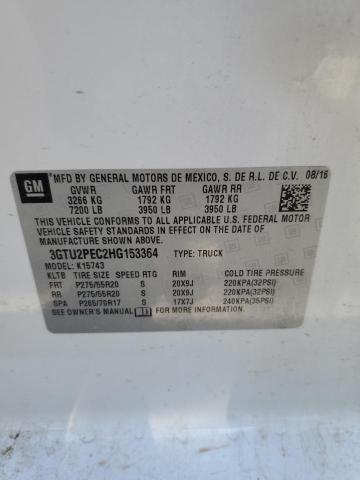 GM
MFD BY GENERAL MOTORS DE MEXICO, S. DE R.L. DE C.V. 08/16
GVWR GAWR FRT GAWR RR
3266 KG 1792 KG 1792 KG
7200 LB 3950 LB 3950 LB
THIS VEHICLE CONFORMS TO ALL APPLICABLE U.S. FEDERAL MOTOR
VEHICLE SAFETY STANDARDS IN EFFECT ON THE DATE OF
MANUFACTURE SHOWN ABOVE.
3GTU2PEC2HG153364 TYPE: TRUCK
MODEL: K15743
KLTB TIRE SIZE SPEED RTG RIM COLD TIRE PRESSURE
FRT P275/55R20 S 20X9J 220KPA(32PSI)
RR P275/55R20 S 20X9J 220KPA(32PSI)
SPA P265/70R17 S 17X7J 240KPA(35PSI)
SEE OWNER'S MANUAL FOR MORE INFORMATION.